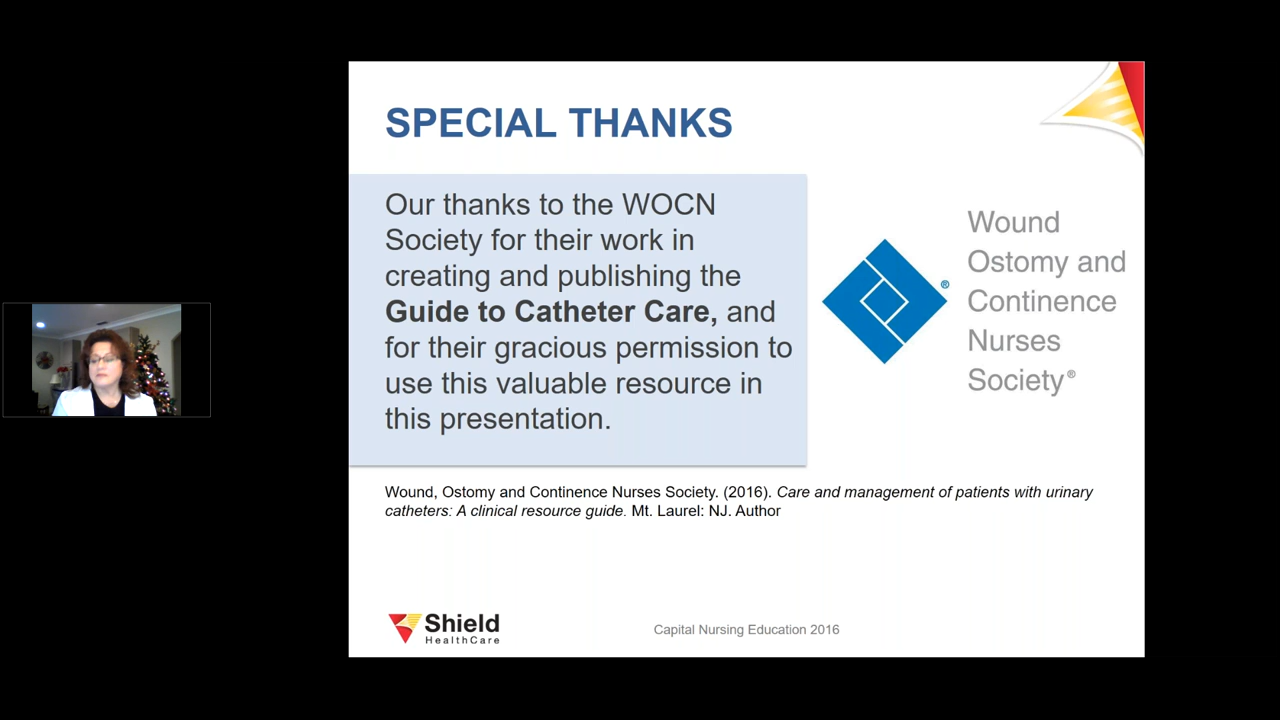 SPECIAL THANKS
Our thanks to the WOCN
Society for their work in
creating and publishing the
Guide to Catheter Care, and
for their gracious permission to
use this valuable resource in
this presentation.
®
Wound
Ostomy and
Continence
Nurses
Society®
Wound, Ostomy and Continence Nurses Society. (2016). Care and management of patients with urinary
catheters: A clinical resource guide. Mt. Laurel: NJ. Author
Shield
HealthCare
Capital Nursing Education 2016